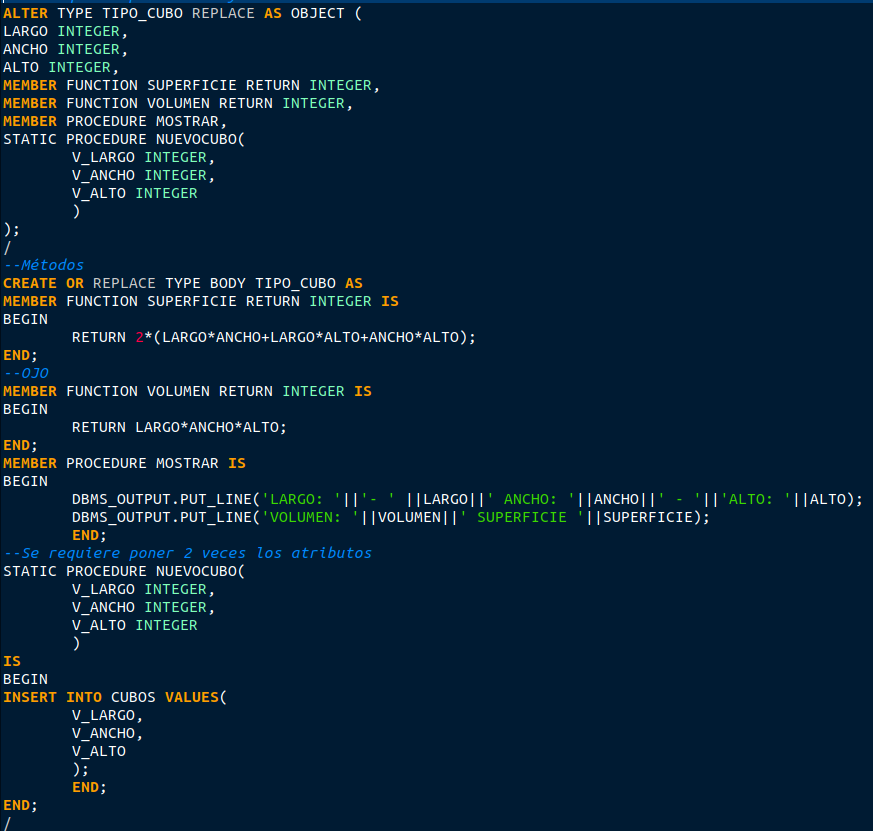 ALTER TYPE TIPO_CUBO REPLACE AS OBJECT (
LARGO INTEGER,
ANCHO INTEGER,
ALTO INTEGER,
MEMBER FUNCTION SUPERFICIE RETURN INTEGER,
MEMBER FUNCTION VOLUMEN RETURN INTEGER,
MEMBER PROCEDURE MOSTRAR,
STATIC PROCEDURE NUEVOCUBO(
        V_LARGO INTEGER,
        V_ANCHO INTEGER,
        V_ALTO INTEGER
        )
);
/
--Métodos
CREATE OR REPLACE TYPE BODY TIPO_CUBO AS
MEMBER FUNCTION SUPERFICIE RETURN INTEGER IS
BEGIN
        RETURN 2*(LARGO*ANCHO+LARGO*ALTO+ANCHO*ALTO);
END;
--OJO
MEMBER FUNCTION VOLUMEN RETURN INTEGER IS
BEGIN
        RETURN LARGO*ANCHO*ALTO;
END;
MEMBER PROCEDURE MOSTRAR IS
BEGIN
        DBMS_OUTPUT.PUT_LINE('LARGO: '||'- ' ||LARGO||' ANCHO: '||ANCHO||' - '||'ALTO: '||ALTO);
        DBMS_OUTPUT.PUT_LINE('VOLUMEN: '||VOLUMEN||' SUPERFICIE '||SUPERFICIE);
        END;
--Se requiere poner 2 veces los atributos
STATIC PROCEDURE NUEVOCUBO(
        V_LARGO INTEGER,
        V_ANCHO INTEGER,
        V_ALTO INTEGER
        )
IS
BEGIN
INSERT INTO CUBOS VALUES(
        V_LARGO,
        V_ANCHO,
        V_ALTO
        );
        END;
END;
/